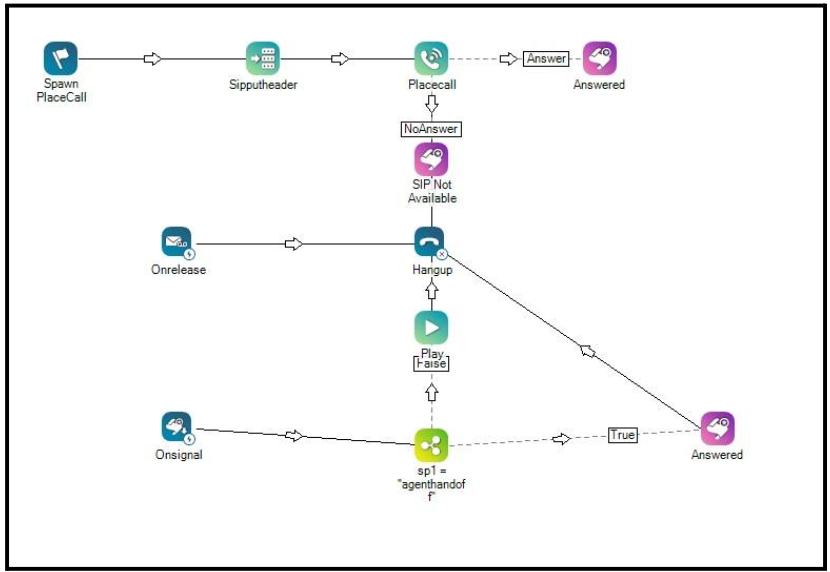 Spawn
PlaceCall
Sipputheader
Placecall
Answer
Answered
NoAnswer
SIP Not
Available
Onrelease
Hangup
Play
False
Onsignal
sp1 =
"agenthandof
f"
True
Answered